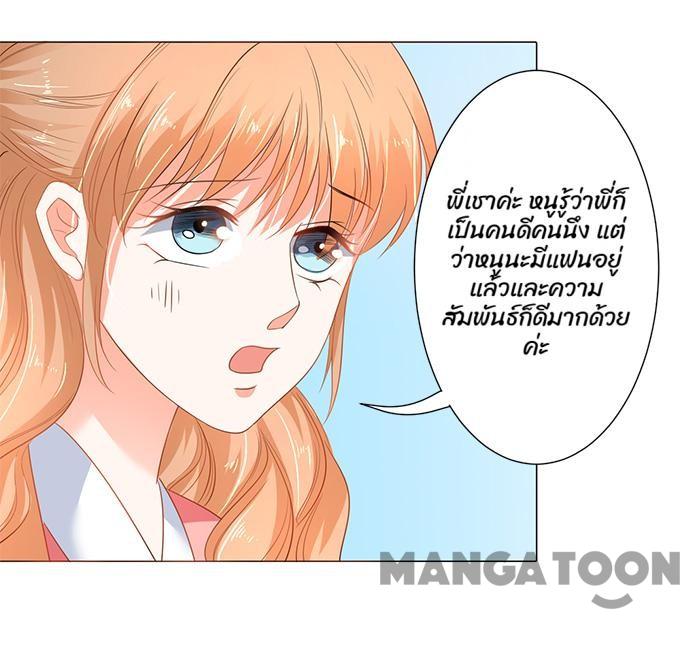 พี่เชาค่ะ หนูรู้ว่าพี่ก็
เป็นคนดีคนนึง แต่
ว่าหนูนะมีแฟนอยู่
แล้วและความ
สัมพันธ์ก็ดีมากด้วย
ค่ะ
MANGATOON